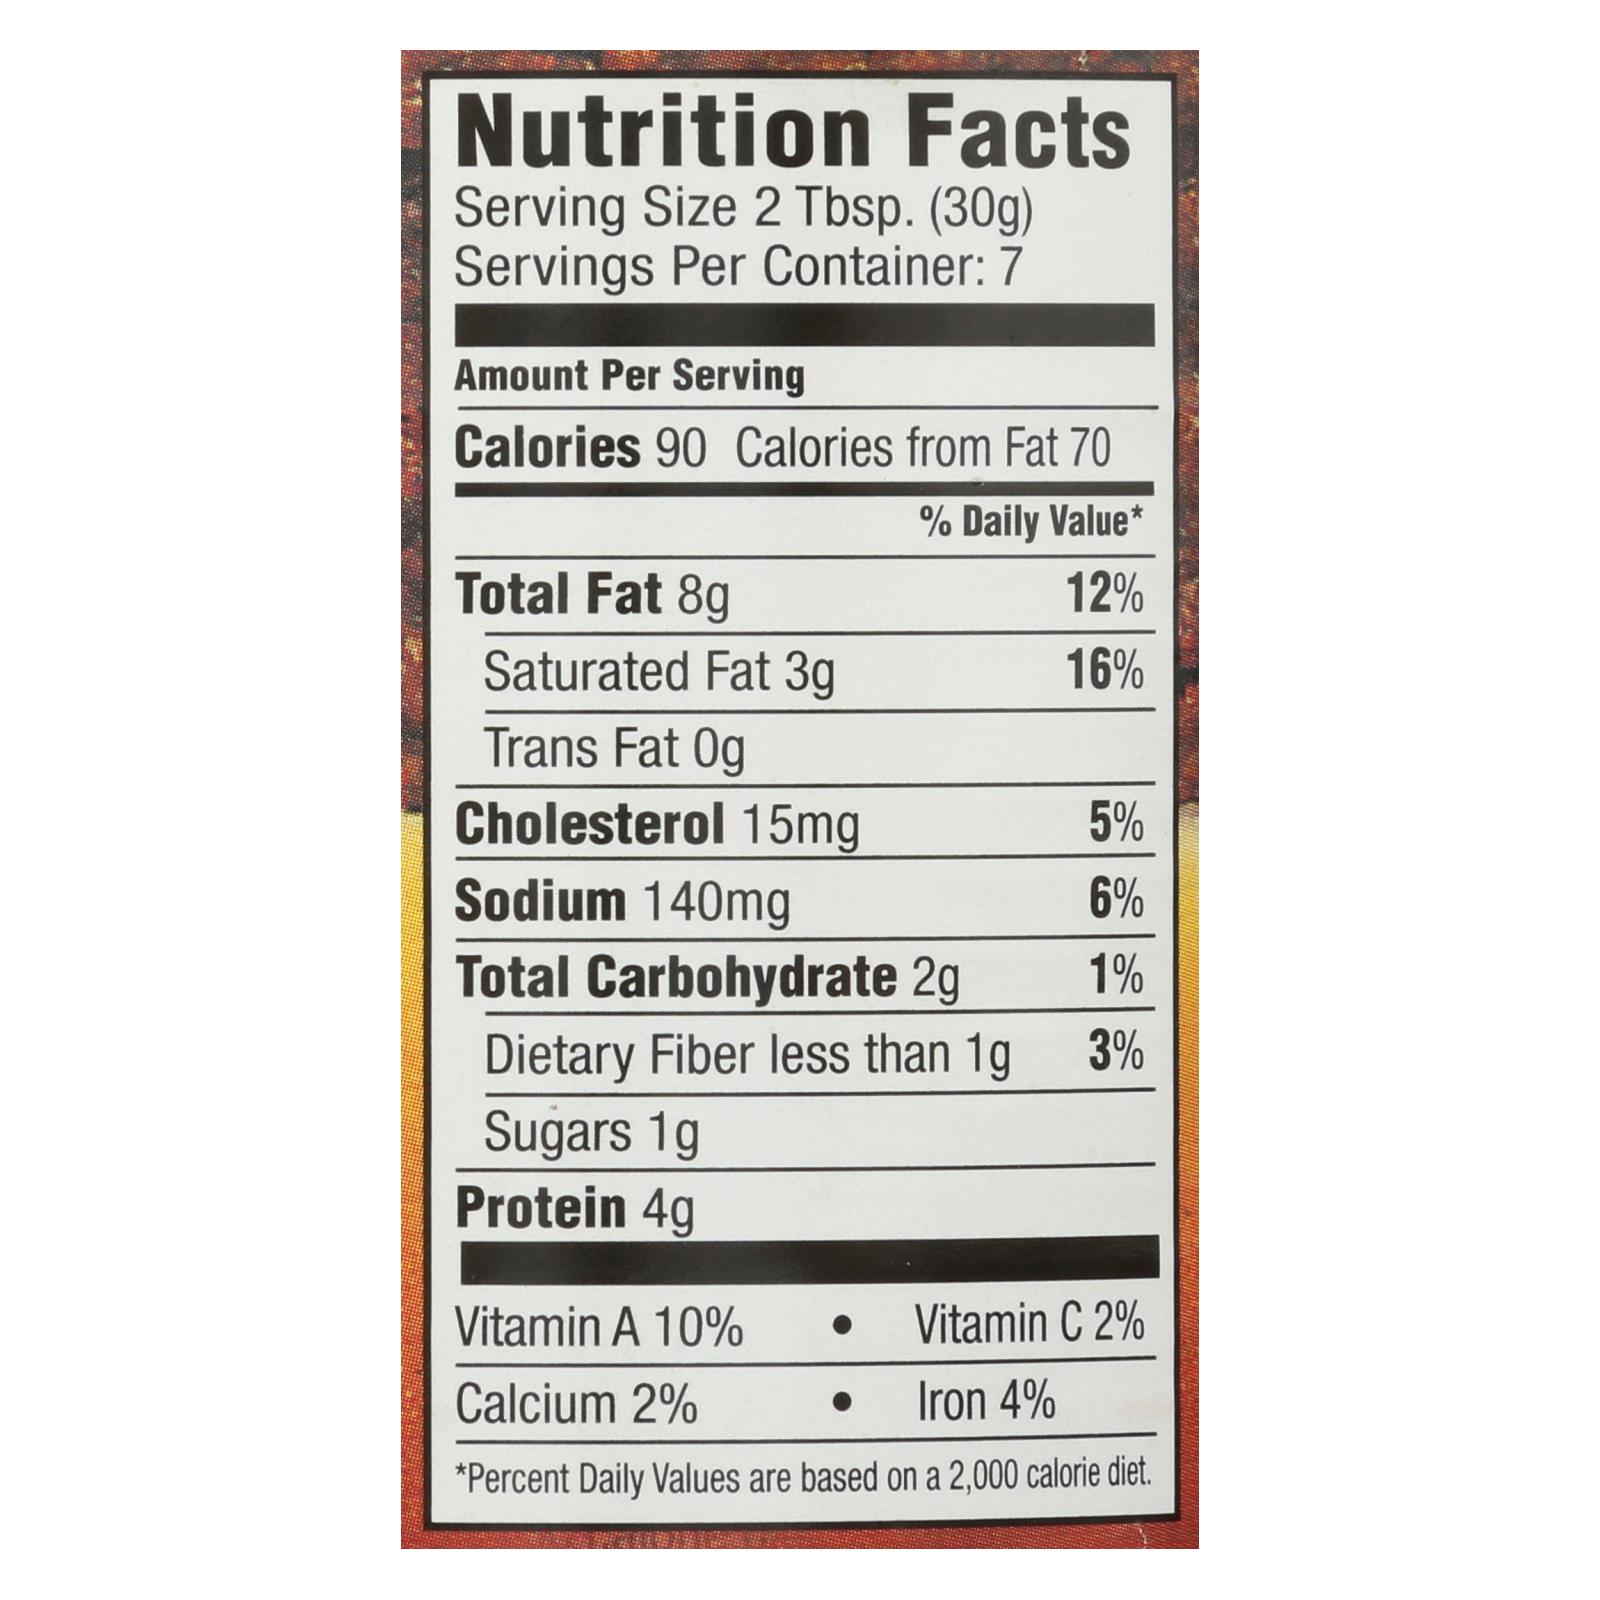 Nutrition Facts
Serving Size 2 Tbsp. (30g)
Servings Per Container: 7
Amount Per Serving
Calories 90 Calories from Fat 70
% Daily Value*
Total Fat 8g 12%
Saturated Fat 3g 16%
Trans Fat 0g
Cholesterol 15mg 5%
Sodium 140mg 6%
Total Carbohydrate 2g 1%
Dietary Fiber less than 1g 3%
Sugars 1g
Protein 4g
Vitamin A 10% • Vitamin C 2%
Calcium 2% • Iron 4%
*Percent Daily Values are based on a 2,000 calorie diet.